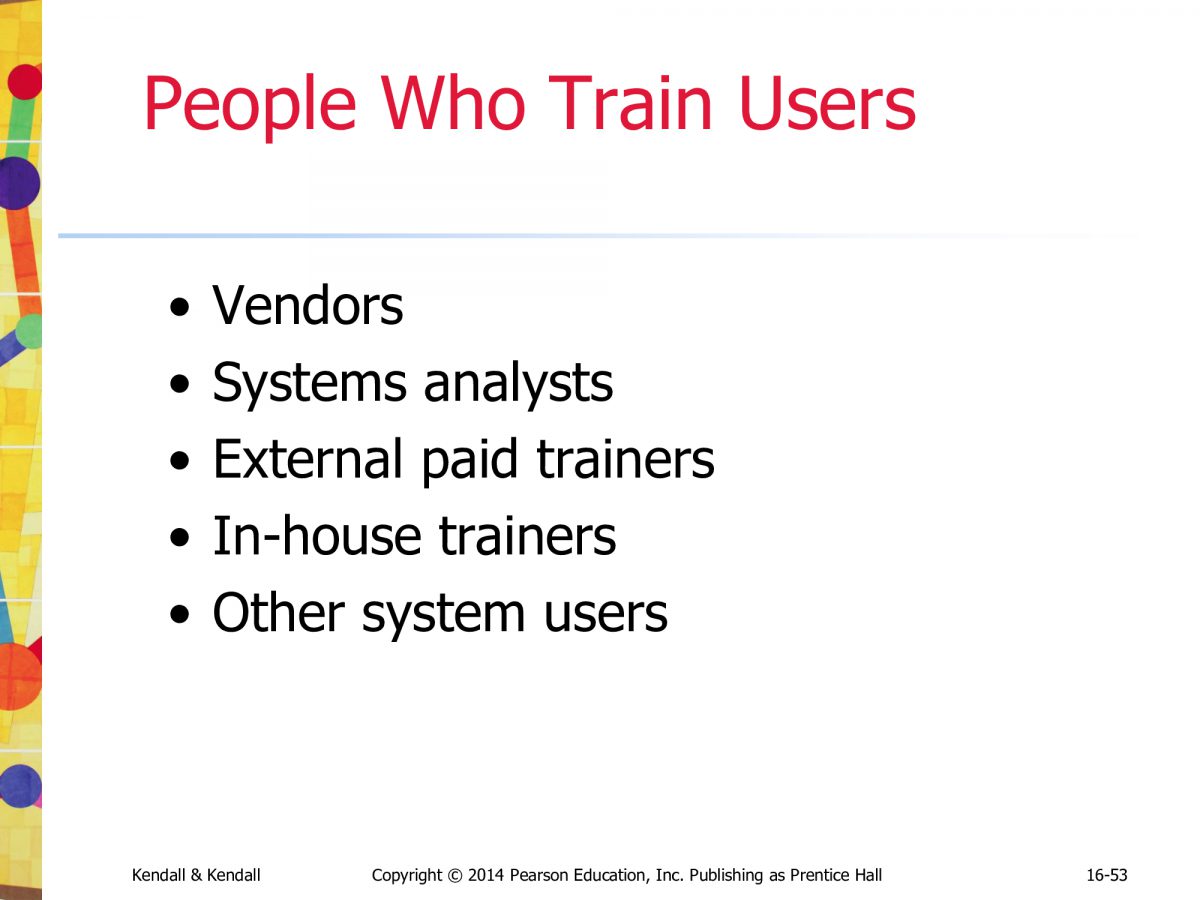 People Who Train Users
• Vendors
• Systems analysts
• External paid trainers
• In-house trainers
• Other system users
Kendall & Kendall Copyright © 2014 Pearson Education, Inc. Publishing as Prentice Hall 16-53